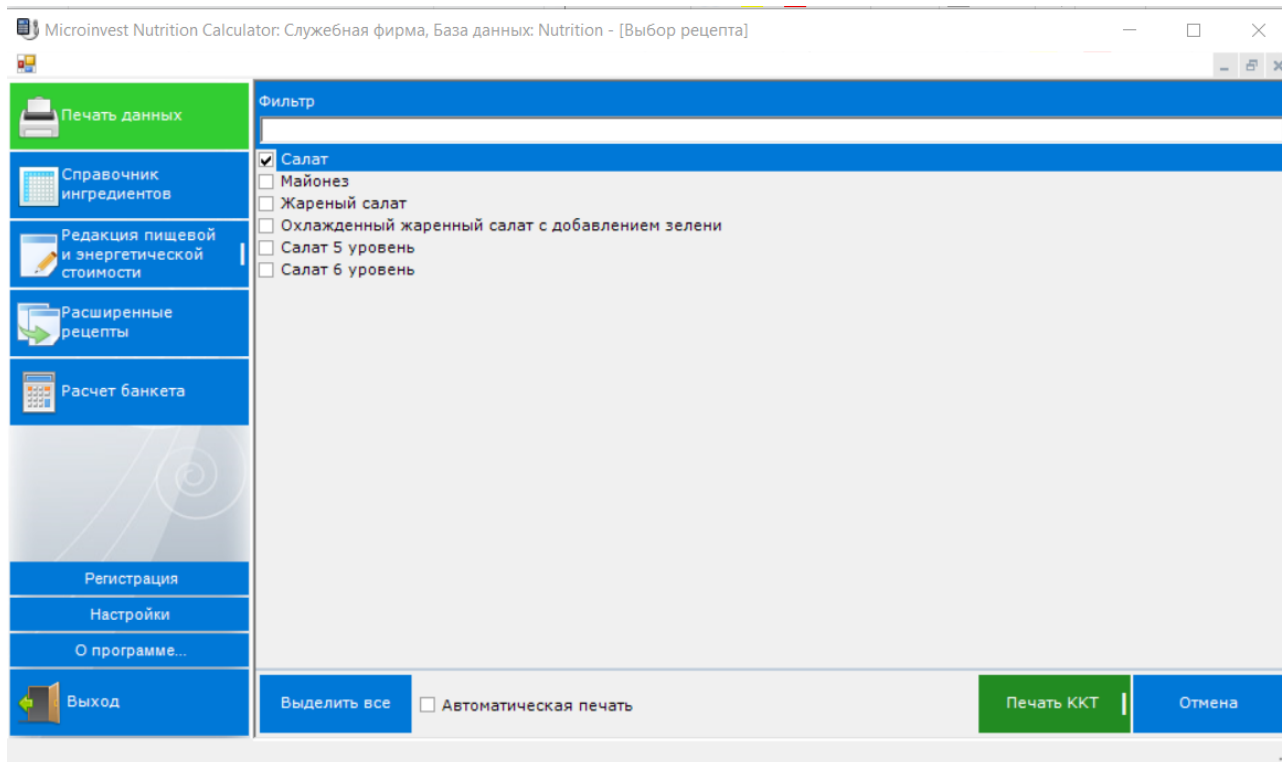 Microinvest Nutrition Calculator: Служебная фирма, База данных: Nutrition - [Выбор рецепта]
Печать данных
Справочник
ингредиентов
Редакция пищевой
и энергетической
стоимости
Расширенные
рецепты
Расчет банкета
Регистрация
Настройки
О программе...
Выход
Фильтр
Салат
Майонез
Жареный салат
Охлажденный жаренный салат с добавлением зелени
Салат 5 уровень
Салат 6 уровень
Выделить все
Автоматическая печать
Печать ККТ
Отмена